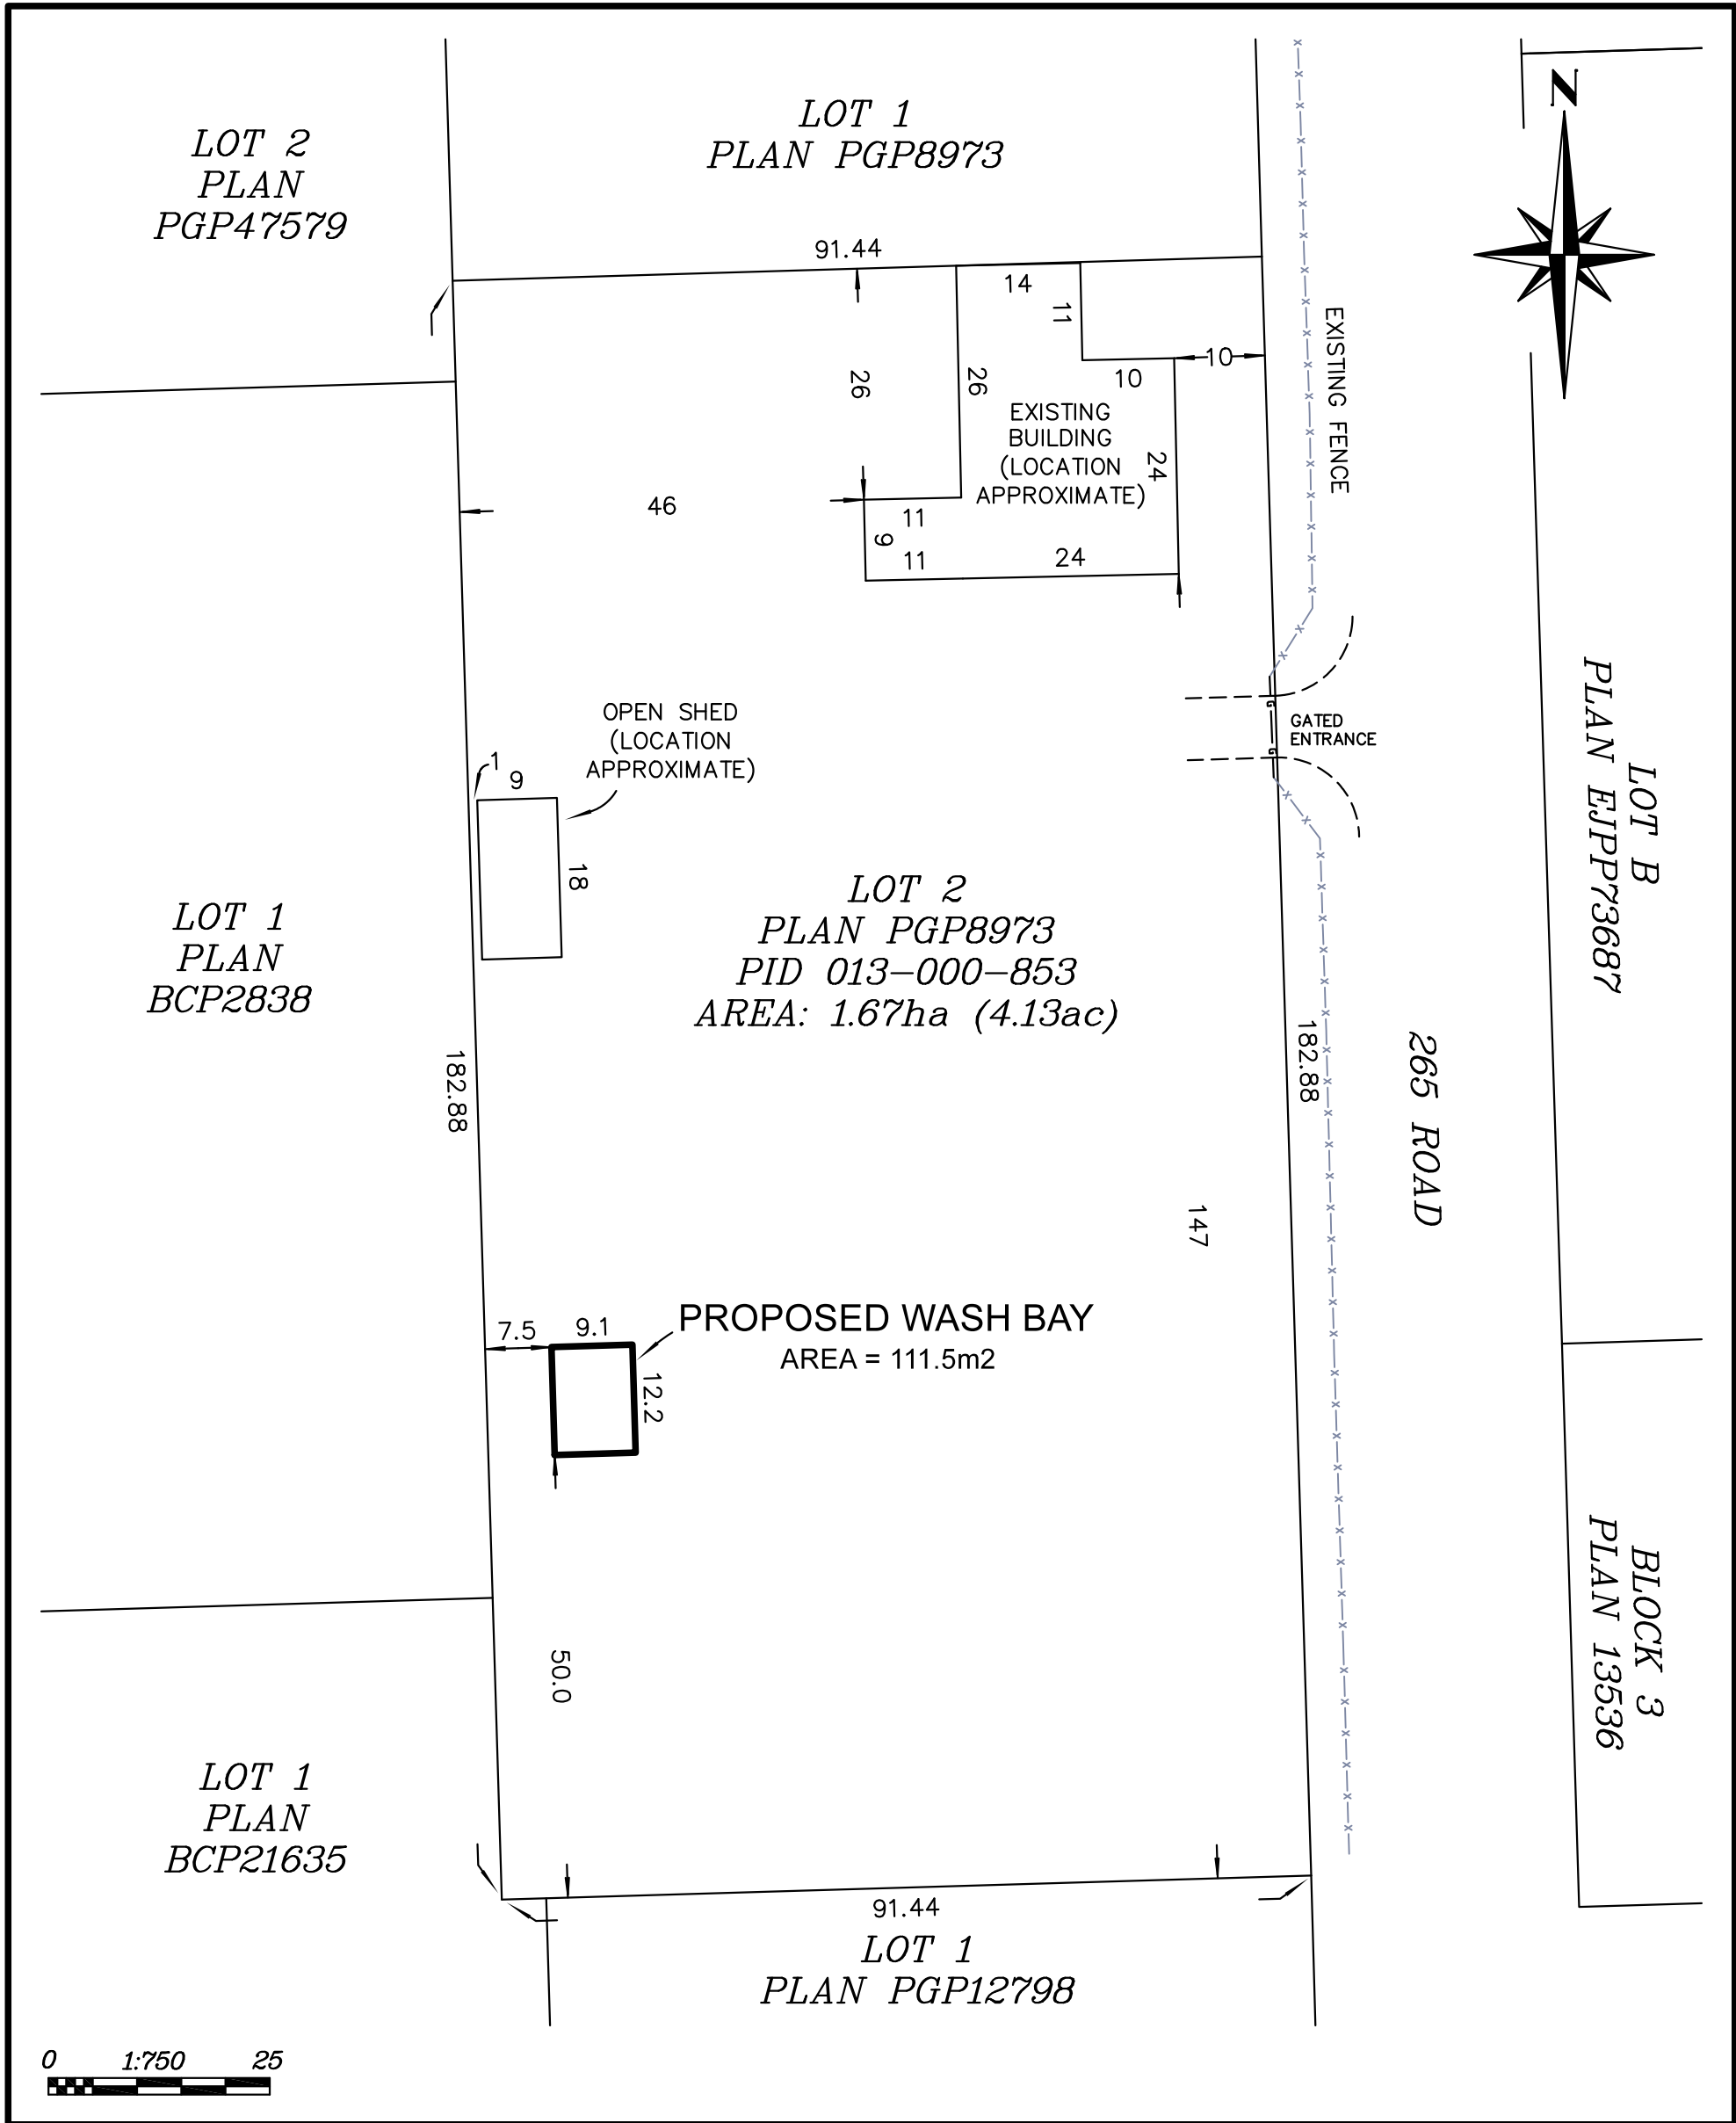 N
LOT 2
PLAN
PGP47579
LOT 1
PLAN PGP8973
91.44
14
11
10
10
26
26
EXISTING
BUILDING
(LOCATION
APPROXIMATE)
24
EXISTING FENCE
46
11
9
11
24
OPEN SHED
(LOCATION
APPROXIMATE)
1
9
18
G
G
GATED
ENTRANCE
LOT B
PLAN EJPP73687
LOT 1
PLAN
BCP2838
LOT 2
PLAN PGP8973
PID 013-000-853
AREA: 1.67ha (4.13ac)
182.88
182.88
265 ROAD
147
7.5
9.1
PROPOSED WASH BAY
AREA = 111.5m2
12.2
50.0
BLOCK 3
PLAN 13536
LOT 1
PLAN
BCP21635
91.44
LOT 1
PLAN PGP12798
0 1:750 25